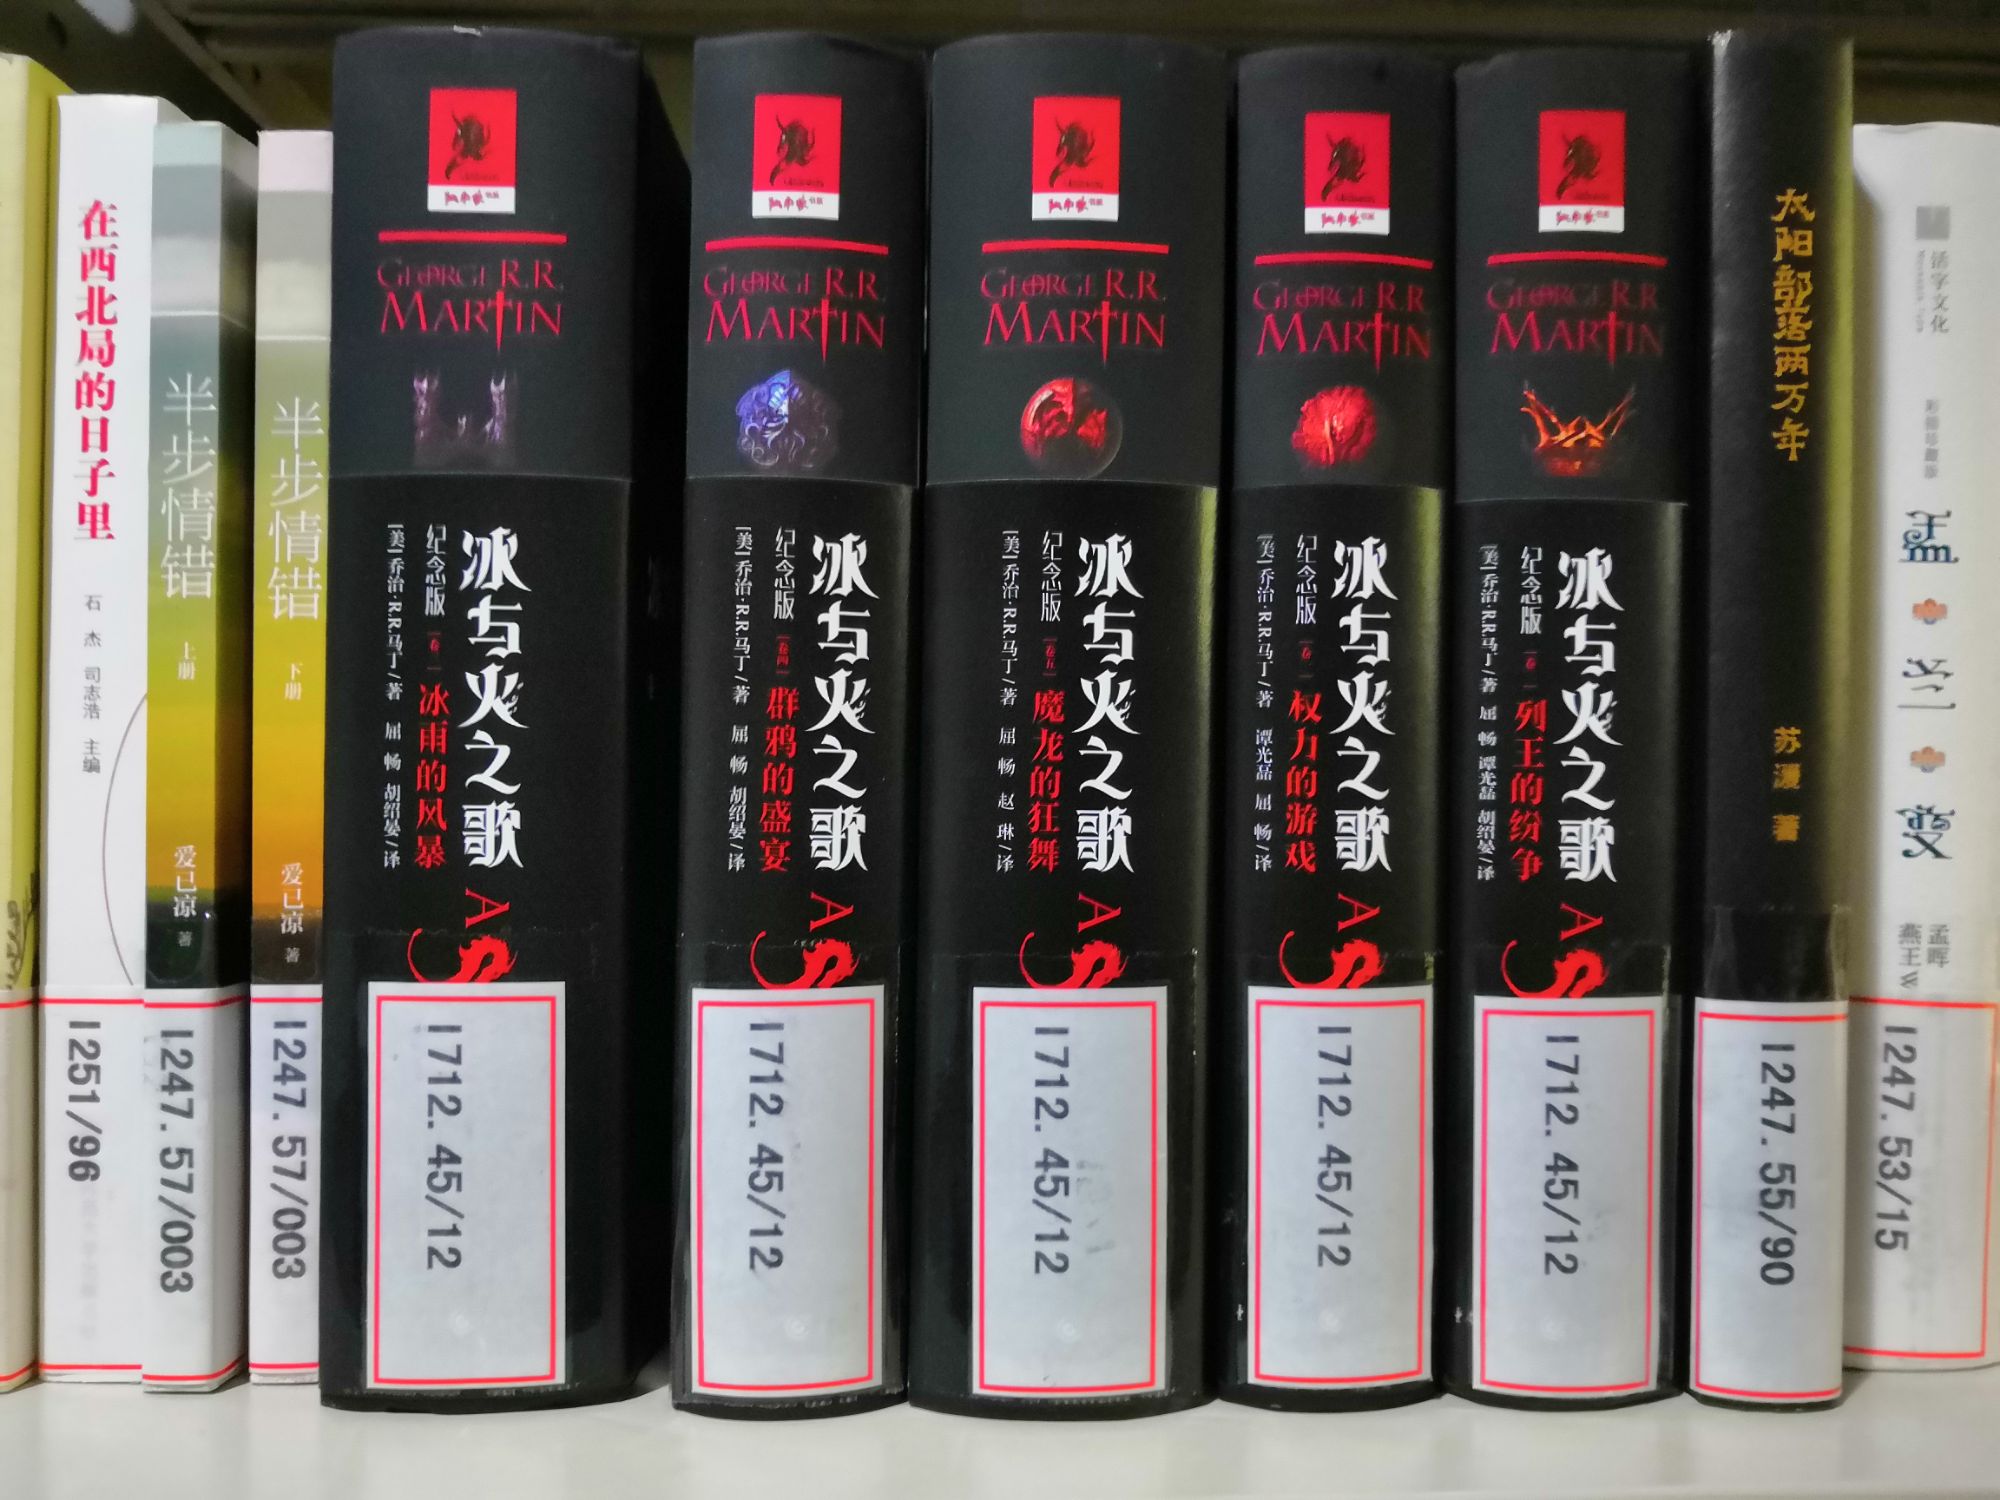 在西北局的日子里
石杰 司志浩 主编
I251/96
半步情错
上册
爱已凉 著
I247.57/003
半步情错
下册
爱已凉 著
I247.57/003
GEORGE R.R.
MARTIN
冰与火之歌
纪念版
冰雨的风暴
[美]乔治·R.R.马丁/著 屈畅 胡绍晏/译
A
S
I712.45/12
GEORGE R.R.
MARTIN
冰与火之歌
纪念版 卷四 群鸦的盛宴
[美]乔治·R.R.马丁/著 屈畅 胡绍晏/译
A
S
I712.45/12
GEORGE R.R.
MARTIN
冰与火之歌
纪念版 卷五 魔龙的狂舞
[美]乔治·R.R.马丁/著 屈畅 赵琳/译
A
S
I712.45/12
GEORGE R.R.
MARTIN
冰与火之歌
纪念版
权力的游戏
[美]乔治·R.R.马丁/著 谭光磊 屈畅/译
A
S
I712.45/12
GEORGE R.R.
MARTIN
冰与火之歌
纪念版
列王的纷争
[美]乔治·R.R.马丁/著 屈畅 谭光磊 胡绍晏/译
A
S
I712.45/12
太阳部落两万年
苏漫 著
I247.55/90
活字文化
彩插珍藏版
孟晖
燕王W
I247.53/15